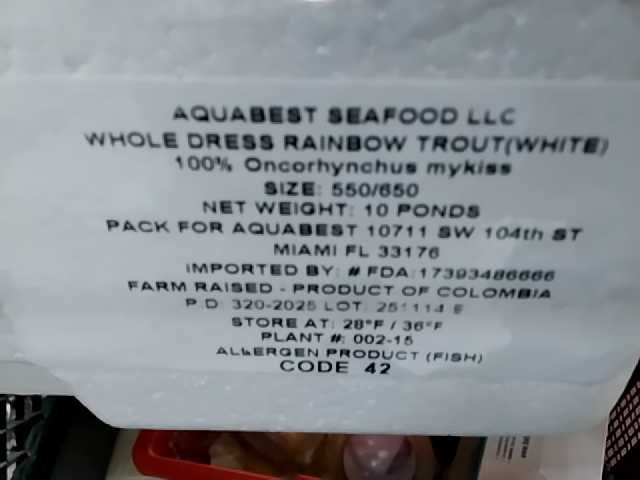 AQUABEST SEAFOOD LLC
WHOLE DRESS RAINBOW TROUT(WHITE)
100% Oncorhynchus mykiss
SIZE: 550/650
NET WEIGHT: 10 PONDS
PACK FOR AQUABEST 10711 SW 104th ST
MIAMI FL 33176
IMPORTED BY: # FDA:17393486666
FARM RAISED - PRODUCT OF COLOMBIA
P.D: 320-2025 LOT:
STORE AT: 28°F / 36°F
PLANT #: 002-15
ALLERGEN PRODUCT (FISH)
CODE 42